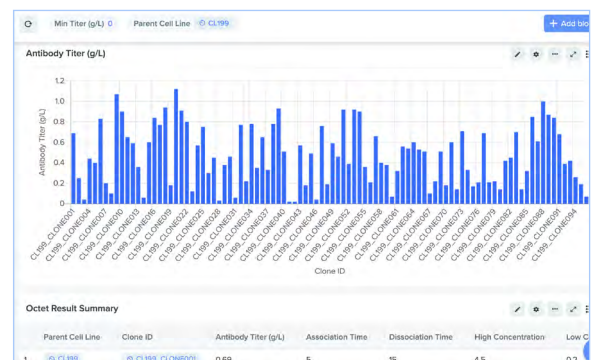 Min Titer (g/L) 0 Parent Cell Line CL199 + Add blo
Antibody Titer (g/L)
1.2
1.0
0.8
0.6
0.4
0.2
0
Antibody Titer (g/L)
CL199_CLONE001 CL199_CLONE004 CL199_CLONE007 CL199_CLONE010 CL199_CLONE013 CL199_CLONE016 CL199_CLONE019 CL199_CLONE022 CL199_CLONE025 CL199_CLONE028 CL199_CLONE031 CL199_CLONE034 CL199_CLONE037 CL199_CLONE040 CL199_CLONE043 CL199_CLONE046 CL199_CLONE049 CL199_CLONE052 CL199_CLONE055 CL199_CLONE058 CL199_CLONE061 CL199_CLONE064 CL199_CLONE067 CL199_CLONE070 CL199_CLONE073 CL199_CLONE076 CL199_CLONE079 CL199_CLONE082 CL199_CLONE085 CL199_CLONE088 CL199_CLONE091 CL199_CLONE094
Clone ID
Octet Result Summary
Parent Cell Line Clone ID Antibody Titer (g/L) Association Time Dissociation Time High Concentration Low C
1 CL199 CL199_CLONE001 0.69 5 15 4.5 0.2